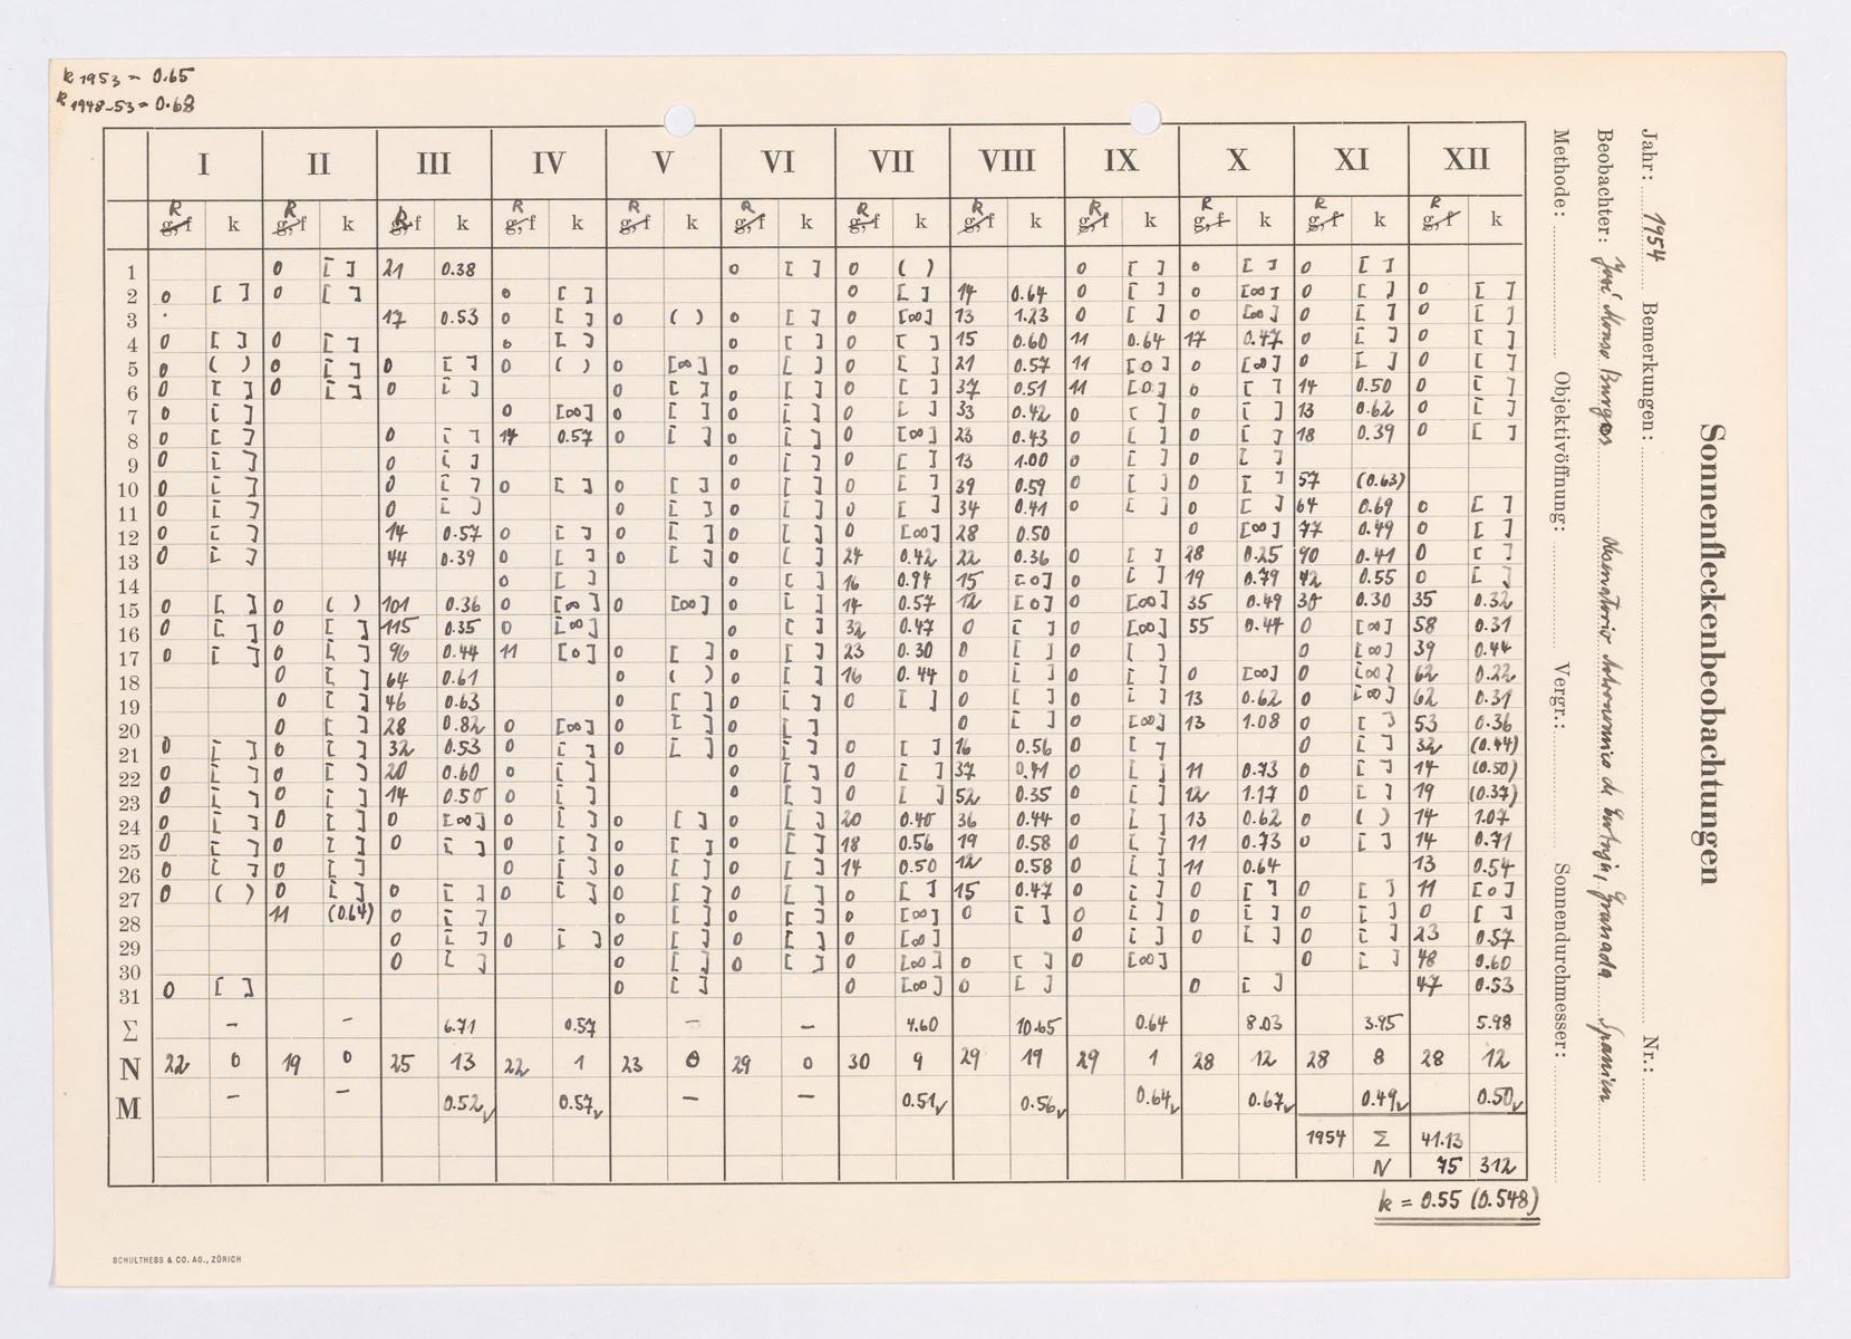 k 1953 = 0.65
k 1948-53 = 0.68
Sonnenfleckenbeobachtungen
Jahr: 1954 Bemerkungen: Nr.:
Beobachter: José Burgos Observatorio Astronomico de Cartuja, Granada Spanien
Methode: Objektivöffnung: Vergr.: Sonnendurchmesser:
I II III IV V VI VII VIII IX X XI XII
R R R R R R R R R R R R
g,f k g,f k g,f k g,f k g,f k g,f k g,f k g,f k g,f k g,f k g,f k g,f k
1 0 [ ] 21 0.38 0 [ ] 0 ( ) 0 [ ] 0 [ ] 0 [ ]
2 0 [ ] 0 [ ] 0 [ ] 0 [ ] 14 0.64 0 [ ] 0 [∞] 0 [ ] 0 [ ]
3 17 0.53 0 [ ] 0 ( ) 0 [ ] 0 [∞] 13 1.23 0 [ ] 0 [∞] 0 [ ] 0 [ ]
4 0 [ ] 0 [ ] 0 [ ] 0 [ ] 0 [ ] 15 0.60 11 0.64 17 0.47 0 [ ] 0 [ ]
5 0 ( ) 0 [ ] 0 [ ] 0 ( ) 0 [∞] 0 [ ] 0 [ ] 21 0.57 11 [0] 0 [∞] 0 [ ] 0 [ ]
6 0 [ ] 0 [ ] 0 [ ] 0 [ ] 0 [ ] 0 [ ] 37 0.51 11 [0] 0 [ ] 14 0.50 0 [ ]
7 0 [ ] 0 [∞] 0 [ ] 0 [ ] 0 [ ] 33 0.42 0 [ ] 0 [ ] 13 0.62 0 [ ]
8 0 [ ] 0 [ ] 14 0.57 0 [ ] 0 [ ] 0 [∞] 23 0.43 0 [ ] 0 [ ] 18 0.39 0 [ ]
9 0 [ ] 0 [ ] 0 [ ] 0 [ ] 13 1.00 0 [ ] 0 [ ]
10 0 [ ] 0 [ ] 0 [ ] 0 [ ] 0 [ ] 0 [ ] 39 0.59 0 [ ] 0 [ ] 57 (0.63)
11 0 [ ] 0 [ ] 0 [ ] 0 [ ] 0 [ ] 34 0.41 0 [ ] 0 [ ] 64 0.69 0 [ ]
12 0 [ ] 14 0.57 0 [ ] 0 [ ] 0 [ ] 0 [∞] 28 0.50 0 [∞] 77 0.49 0 [ ]
13 0 [ ] 44 0.39 0 [ ] 0 [ ] 0 [ ] 24 0.42 22 0.36 0 [ ] 28 0.25 90 0.41 0 [ ]
14 0 [ ] 0 [ ] 16 0.94 15 [0] 0 [ ] 19 0.79 42 0.55 0 [ ]
15 0 [ ] 0 ( ) 101 0.36 0 [∞] 0 [∞] 0 [ ] 14 0.57 12 [0] 0 [∞] 35 0.49 30 0.30 35 0.32
16 0 [ ] 0 [ ] 115 0.35 0 [∞] 0 [ ] 32 0.47 0 [ ] 0 [∞] 55 0.47 0 [∞] 58 0.31
17 0 [ ] 0 [ ] 96 0.44 11 [0] 0 [ ] 0 [ ] 23 0.30 0 [ ] 0 [ ] 0 [∞] 39 0.44
18 0 [ ] 64 0.61 0 ( ) 0 [ ] 16 0.44 0 [ ] 0 [ ] 0 [∞] 0 [∞] 62 0.22
19 0 [ ] 46 0.63 0 [ ] 0 [ ] 0 [ ] 0 [ ] 0 [ ] 13 0.62 0 [∞] 62 0.31
20 0 [ ] 28 0.82 0 [∞] 0 [ ] 0 [ ] 0 [ ] 0 [∞] 13 1.08 0 [ ] 53 0.36
21 0 [ ] 0 [ ] 32 0.53 0 [ ] 0 [ ] 0 [ ] 0 [ ] 16 0.56 0 [ ] 0 [ ] 32 (0.44)
22 0 [ ] 0 [ ] 20 0.60 0 [ ] 0 [ ] 0 [ ] 37 0.41 0 [ ] 11 0.73 0 [ ] 14 (0.50)
23 0 [ ] 0 [ ] 14 0.50 0 [ ] 0 [ ] 0 [ ] 52 0.35 0 [ ] 12 1.17 0 [ ] 19 (0.37)
24 0 [ ] 0 [ ] 0 [∞] 0 [ ] 0 [ ] 0 [ ] 20 0.40 36 0.44 0 [ ] 13 0.62 0 ( ) 14 1.07
25 0 [ ] 0 [ ] 0 [ ] 0 [ ] 0 [ ] 0 [ ] 18 0.56 19 0.58 0 [ ] 11 0.73 0 [ ] 14 0.71
26 0 [ ] 0 [ ] 0 [ ] 0 [ ] 0 [ ] 14 0.50 12 0.58 0 [ ] 11 0.64 13 0.54
27 0 ( ) 0 [ ] 0 [ ] 0 [ ] 0 [ ] 0 [ ] 0 [ ] 15 0.47 0 [ ] 0 [ ] 0 [ ] 11 [0]
28 11 (0.64) 0 [ ] 0 [ ] 0 [ ] 0 [∞] 0 [ ] 0 [ ] 0 [ ] 0 [ ] 0 [ ]
29 0 [ ] 0 [ ] 0 [ ] 0 [ ] 0 [∞] 0 [ ] 0 [ ] 0 [ ] 23 0.57
30 0 [ ] 0 [ ] 0 [ ] 0 [∞] 0 [ ] 0 [∞] 0 [ ] 48 0.60
31 0 [ ] 0 [ ] 0 [∞] 0 [ ] 0 [ ] 47 0.53
Σ – – 6.71 0.57 – – 4.60 10.65 0.64 8.03 3.95 5.98
N 22 0 19 0 25 13 22 1 23 0 29 0 30 9 29 19 29 1 28 12 28 8 28 12
M – – 0.52 0.57 – – 0.51 0.56 0.64 0.67 0.49 0.50
1954 Σ 41.13
N 75 312
k = 0.55 (0.548)
SCHULTHESS & CO. AG., ZÜRICH